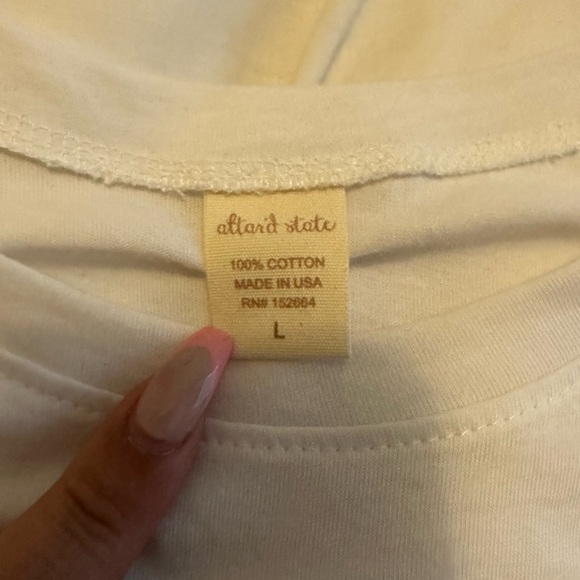 altar'd state
100% COTTON
MADE IN USA
RN# 152664
L